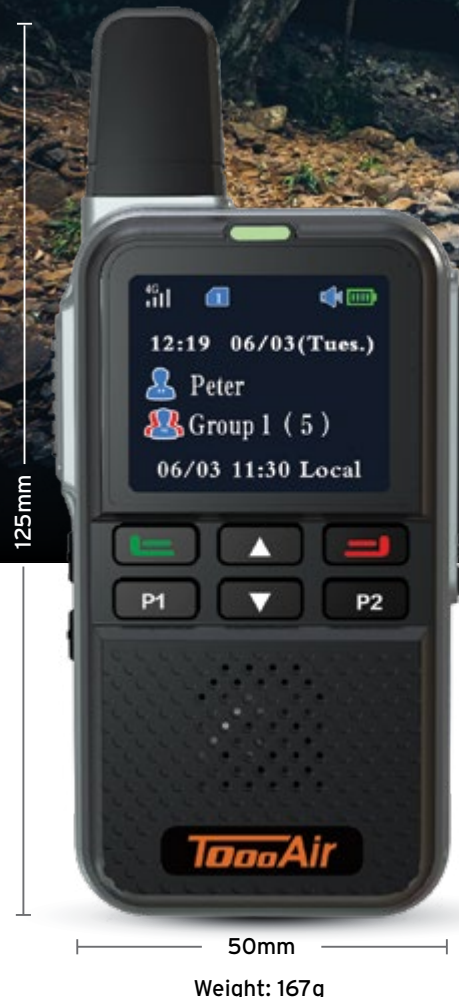 4G
1
12:19 06/03(Tues.)
Peter
Group 1 ( 5 )
06/03 11:30 Local
P1
P2
125mm
ToooAir
50mm
Weight: 167g